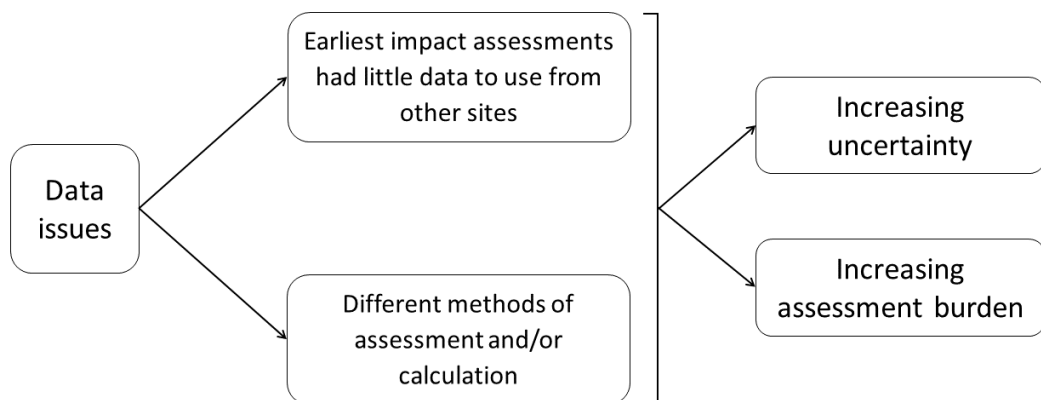 Data
issues
Earliest impact assessments
had little data to use from
other sites
Different methods of
assessment and/or
calculation
Increasing
uncertainty
Increasing
assessment burden